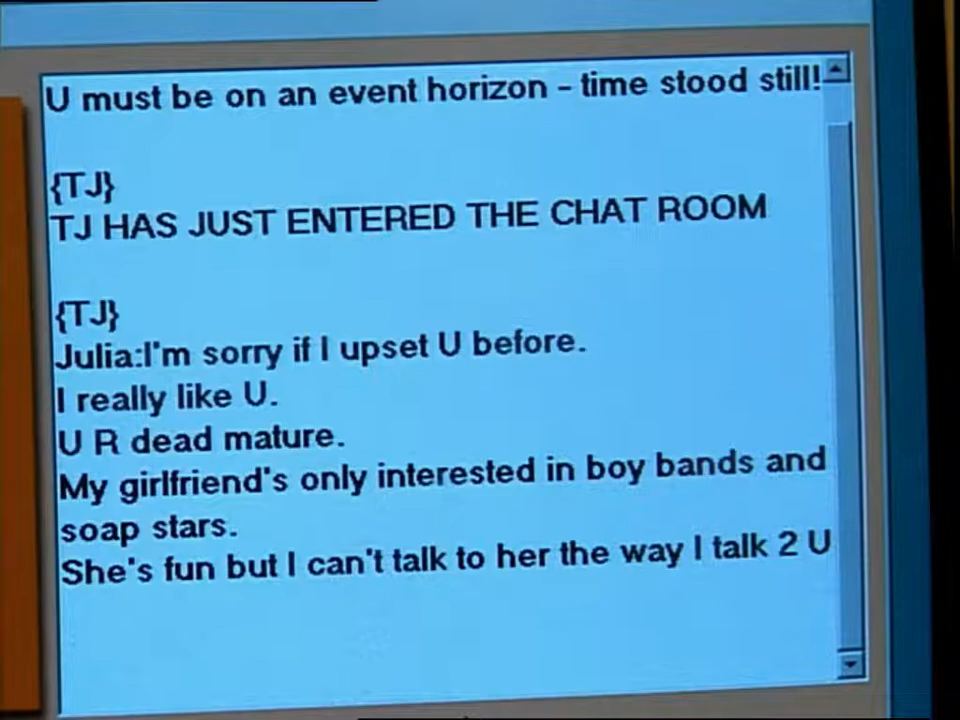 U must be on an event horizon - time stood still!
{TJ}
TJ HAS JUST ENTERED THE CHAT ROOM
{TJ}
Julia:I'm sorry if I upset U before.
I really like U.
U R dead mature.
My girlfriend's only interested in boy bands and
soap stars.
She's fun but I can't talk to her the way I talk 2 U